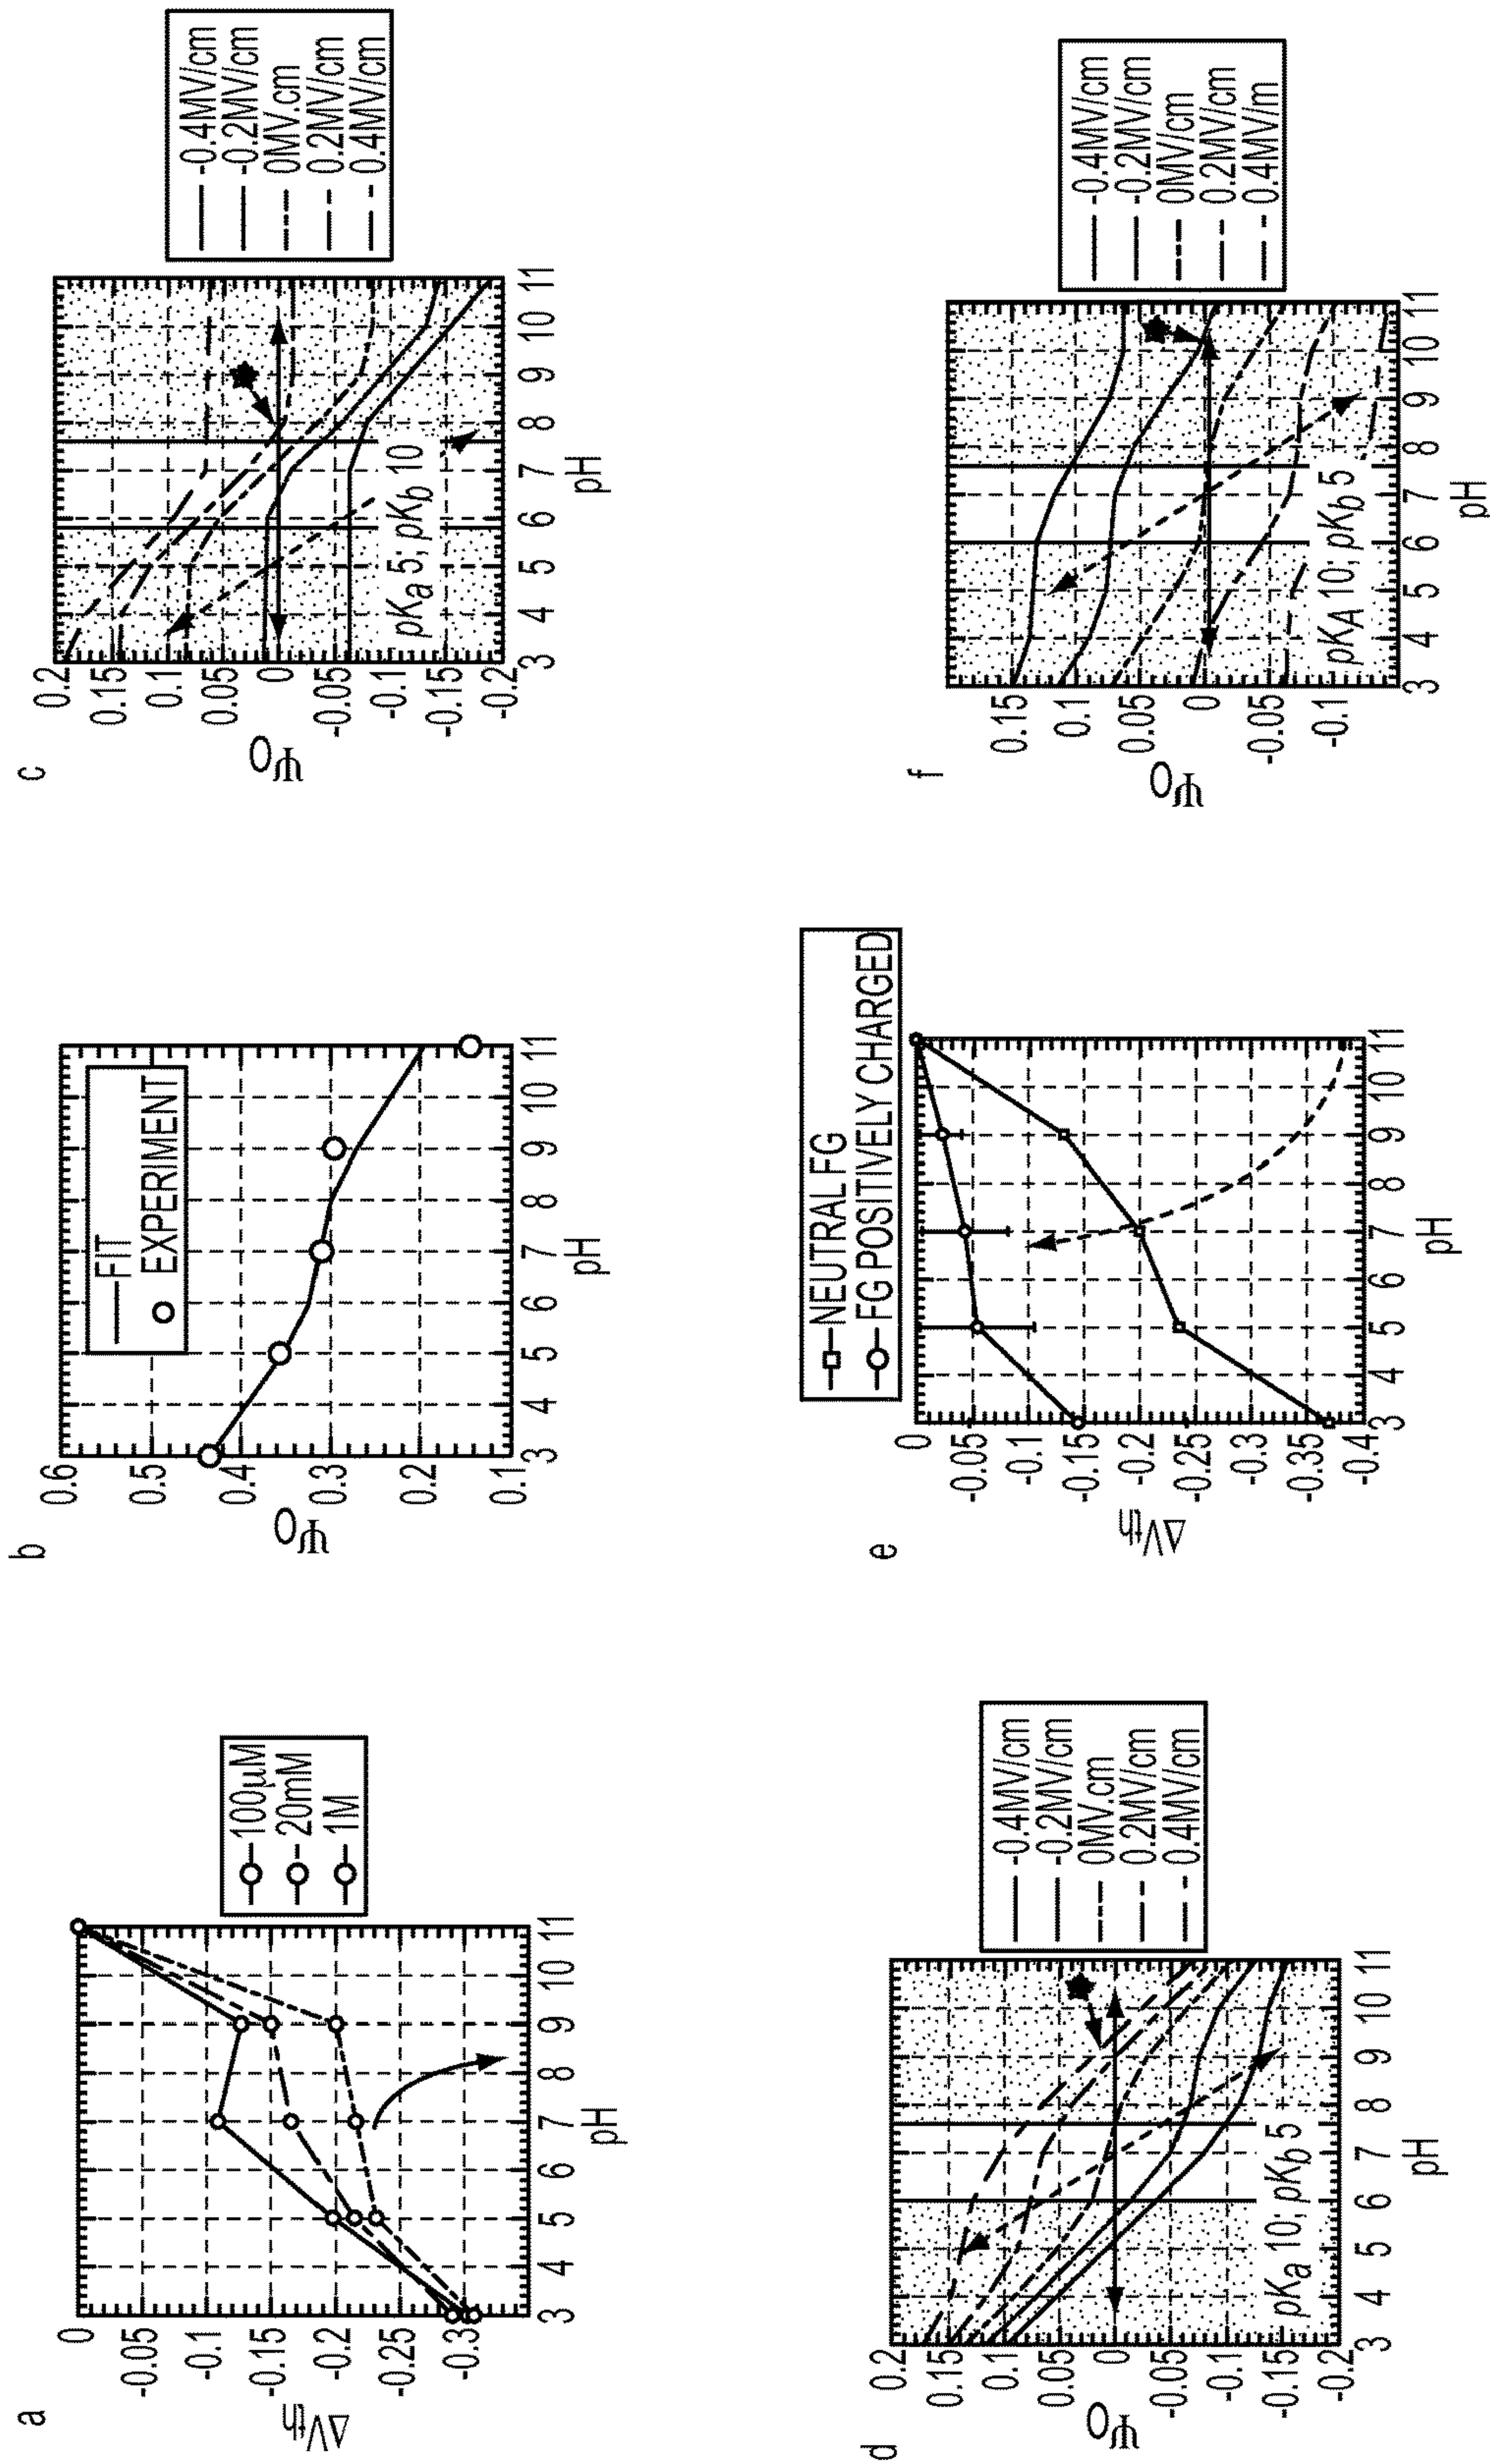 a
ΔVth
0
-0.05
-0.1
-0.15
-0.2
-0.25
-0.3
3 4 5 6 7 8 9 10 11
pH
100μM
20mM
1M
b
Ψ0
0.6
0.5
0.4
0.3
0.2
0.1
3 4 5 6 7 8 9 10 11
pH
FIT
EXPERIMENT
c
Ψ0
0.2
0.15
0.1
0.05
0
-0.05
-0.1
-0.15
-0.2
3 4 5 6 7 8 9 10 11
pH
pKa 5; pKb 10
-0.4MV/cm
-0.2MV/cm
0MV.cm
0.2MV/cm
0.4MV/cm
d
Ψ0
0.2
0.15
0.1
0.05
0
-0.05
-0.1
-0.15
-0.2
3 4 5 6 7 8 9 10 11
pH
pKa 10; pKb 5
-0.4MV/cm
-0.2MV/cm
0MV.cm
0.2MV/cm
0.4MV/cm
e
ΔVth
0
-0.05
-0.1
-0.15
-0.2
-0.25
-0.3
-0.35
-0.4
3 4 5 6 7 8 9 10 11
pH
NEUTRAL FG
FG POSITIVELY CHARGED
f
Ψ0
0.15
0.1
0.05
0
-0.05
-0.1
3 4 5 6 7 8 9 10 11
pH
pKA 10; pKb 5
-0.4MV/cm
-0.2MV/cm
0MV/cm
0.2MV/cm
0.4MV/m